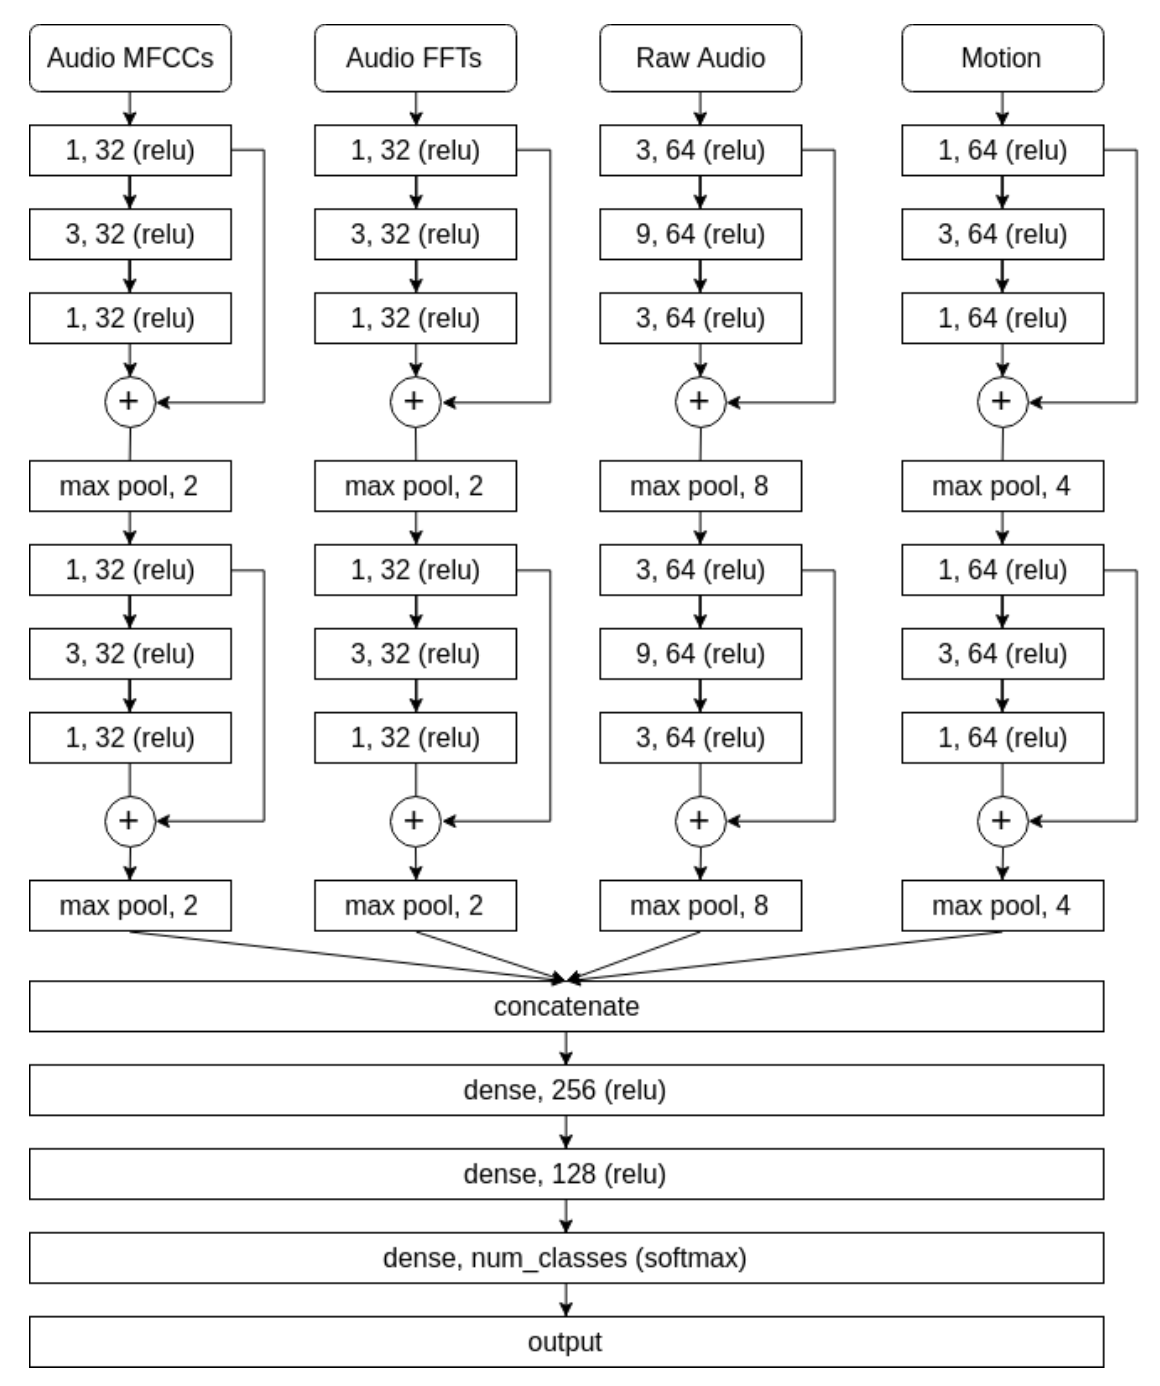 Audio MFCCs
Audio FFTs
Raw Audio
Motion
1, 32 (relu)
1, 32 (relu)
3, 64 (relu)
1, 64 (relu)
3, 32 (relu)
3, 32 (relu)
9, 64 (relu)
3, 64 (relu)
1, 32 (relu)
1, 32 (relu)
3, 64 (relu)
1, 64 (relu)
+
+
+
+
max pool, 2
max pool, 2
max pool, 8
max pool, 4
1, 32 (relu)
1, 32 (relu)
3, 64 (relu)
1, 64 (relu)
3, 32 (relu)
3, 32 (relu)
9, 64 (relu)
3, 64 (relu)
1, 32 (relu)
1, 32 (relu)
3, 64 (relu)
1, 64 (relu)
+
+
+
+
max pool, 2
max pool, 2
max pool, 8
max pool, 4
concatenate
dense, 256 (relu)
dense, 128 (relu)
dense, num_classes (softmax)
output